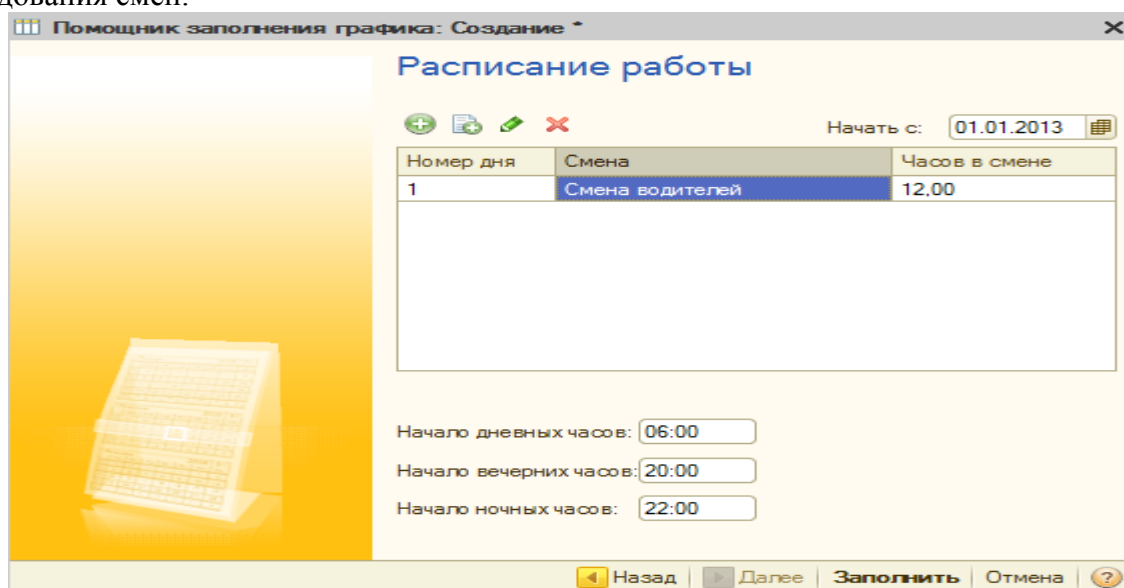 дования смен.
Помощник заполнения графика: Создание *
Расписание работы
Начать с: 01.01.2013
Номер дня Смена Часов в смене
1 Смена водителей 12,00
Начало дневных часов: 06:00
Начало вечерних часов: 20:00
Начало ночных часов: 22:00
Назад Далее Заполнить Отмена ?